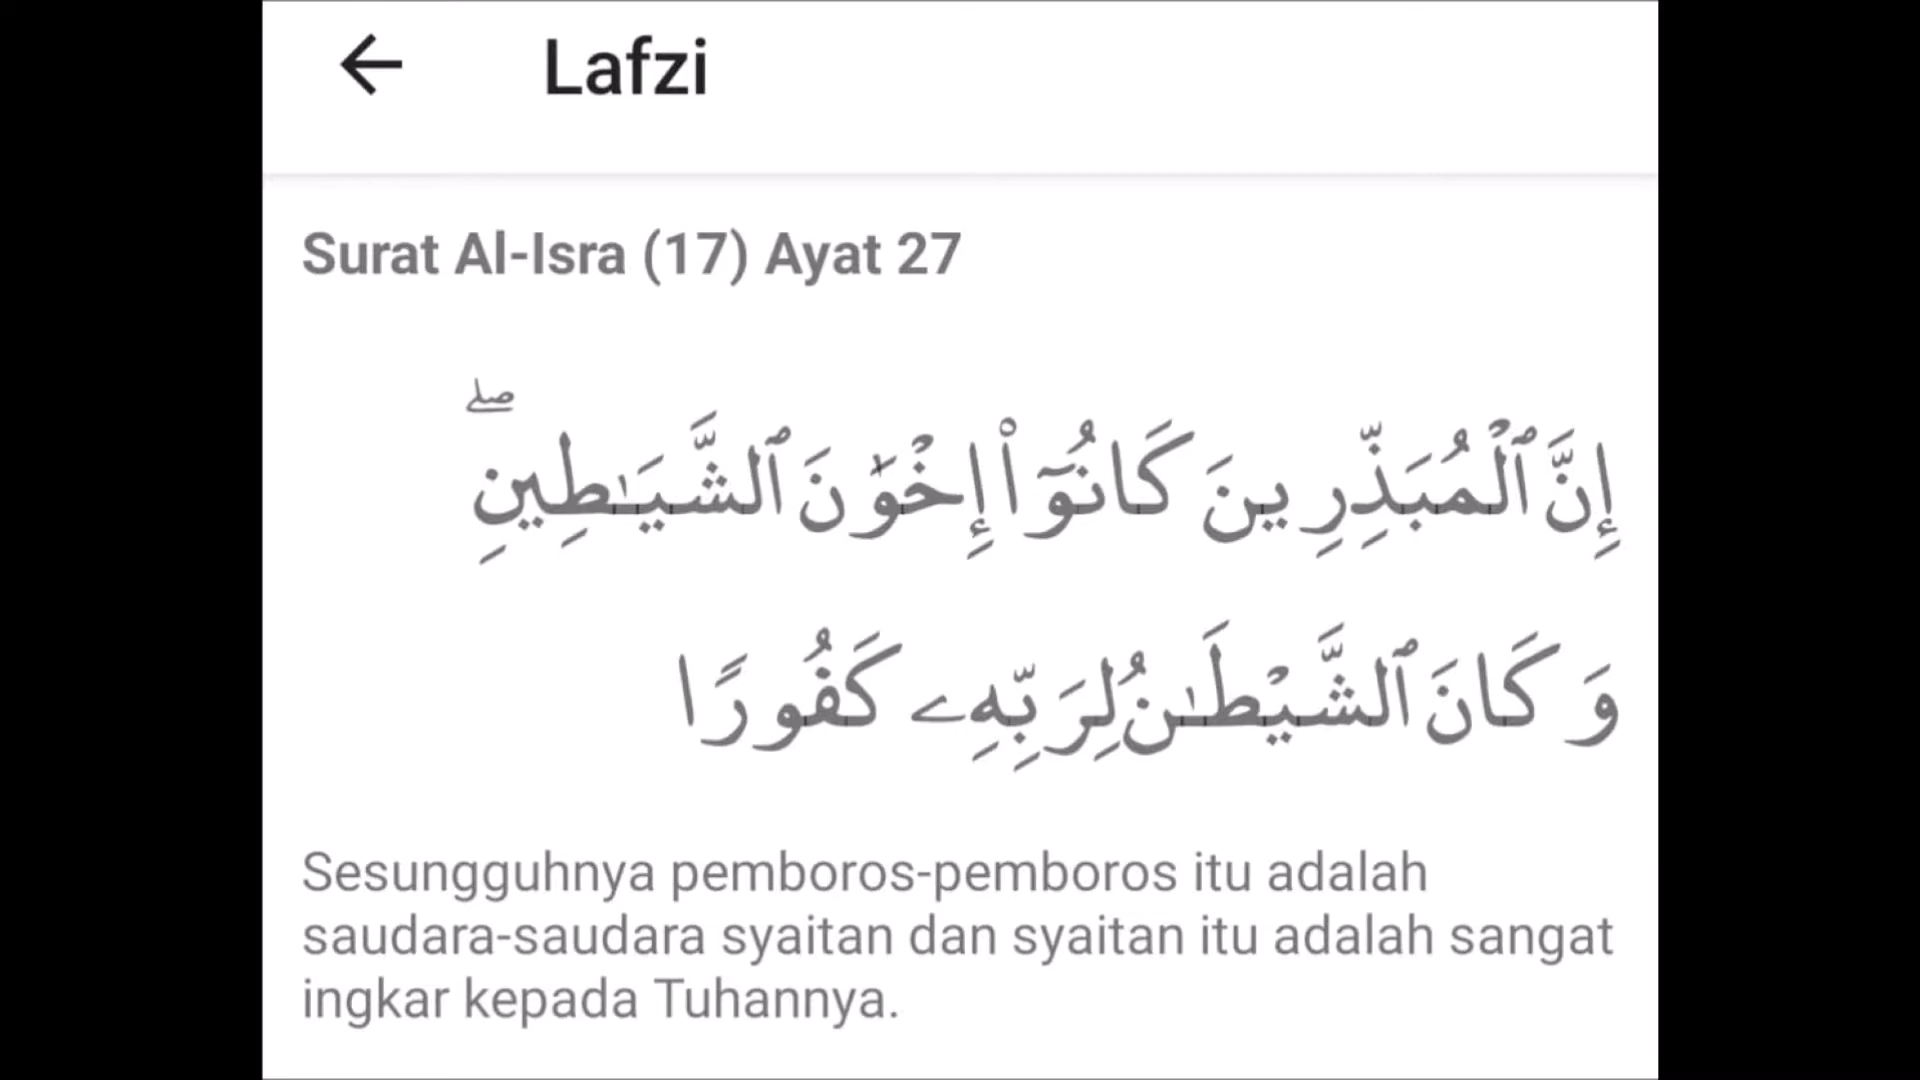 Lafzi
Surat Al-Isra (17) Ayat 27
إِنَّ ٱلْمُبَذِّرِينَ كَانُوٓا۟ إِخْوَٰنَ ٱلشَّيَـٰطِينِ ۖ
وَكَانَ ٱلشَّيْطَـٰنُ لِرَبِّهِۦ كَفُورًا
Sesungguhnya pemboros-pemboros itu adalah
saudara-saudara syaitan dan syaitan itu adalah sangat
ingkar kepada Tuhannya.